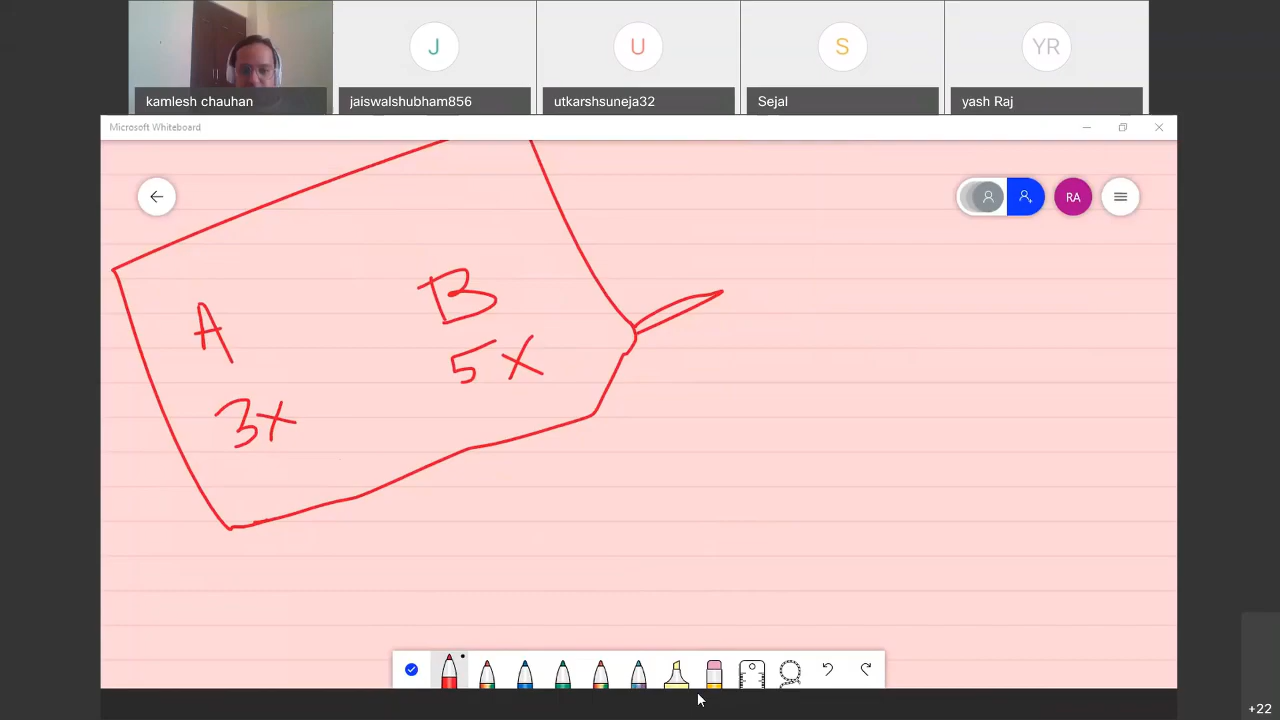 J
U
S
YR
kamlesh chauhan
jaiswalshubham856
utkarshsuneja32
Sejal
yash Raj
Microsoft Whiteboard
RA
A
B
5x
3x
+22